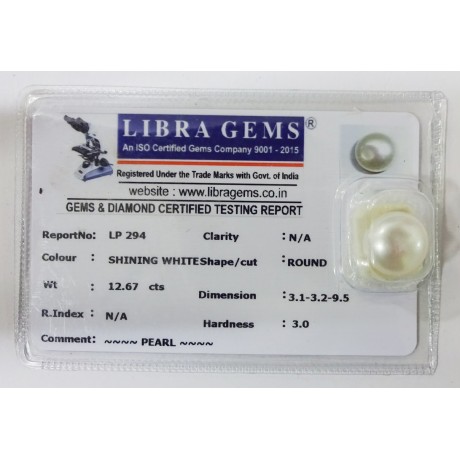 LIBRA GEMS ®
An ISO Certified Gems Company 9001 - 2015
Registered Under the Trade Marks with Govt. of India
website : www.libragems.co.in
GEMS & DIAMOND CERTIFIED TESTING REPORT
ReportNo: LP 294 Clarity : N/A
Colour : SHINING WHITE Shape/cut : ROUND
Wt : 12.67 cts
Dimension : 3.1-3.2-9.5
R.Index : N/A
Hardness : 3.0
Comment: ~~~~ PEARL ~~~~